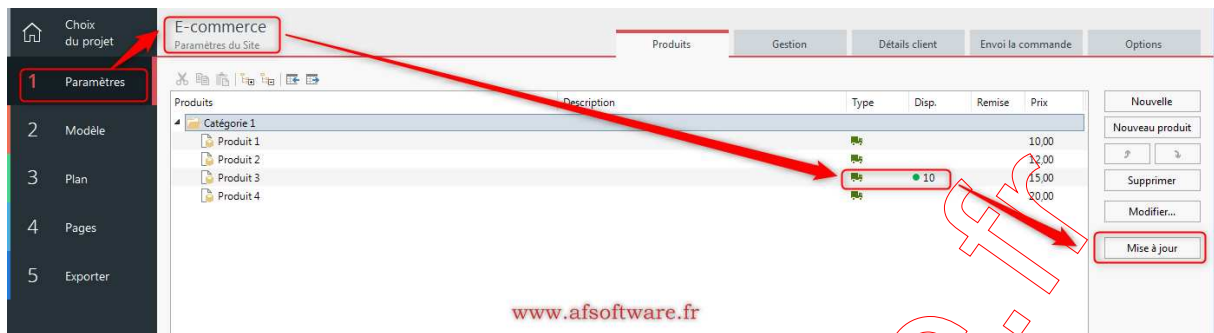 Choix
du projet
1 Paramètres
2 Modèle
3 Plan
4 Pages
5 Exporter
E-commerce
Paramètres du Site
Produits Gestion Détails client Envoi la commande Options
Produits Description Type Disp. Remise Prix
Catégorie 1
Produit 1 10,00
Produit 2 12,00
Produit 3 10 15,00
Produit 4 20,00
Nouvelle
Nouveau produit
Supprimer
Modifier...
Mise à jour
www.afsoftware.fr